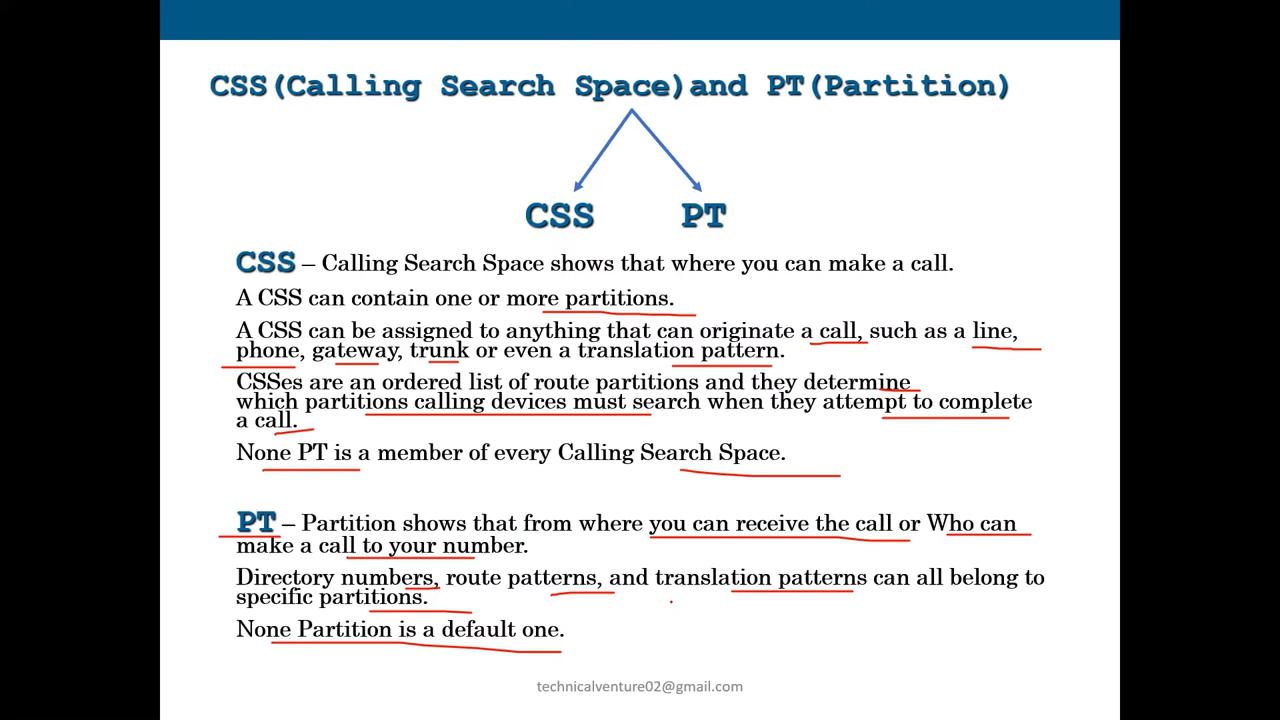 CSS(Calling Search Space)and PT(Partition)
CSS PT
CSS – Calling Search Space shows that where you can make a call.
A CSS can contain one or more partitions.
A CSS can be assigned to anything that can originate a call, such as a line,
phone, gateway, trunk or even a translation pattern.
CSSes are an ordered list of route partitions and they determine
which partitions calling devices must search when they attempt to complete
a call.
None PT is a member of every Calling Search Space.
PT – Partition shows that from where you can receive the call or Who can
make a call to your number.
Directory numbers, route patterns, and translation patterns can all belong to
specific partitions.
None Partition is a default one.
technicalventure02@gmail.com